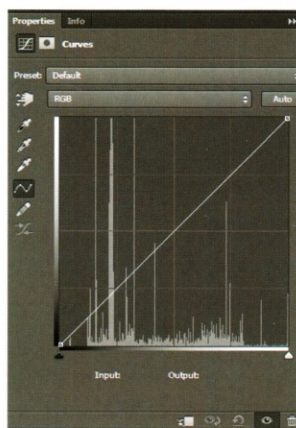 Properties Info
Curves
Preset: Default
RGB Auto
Input: Output: